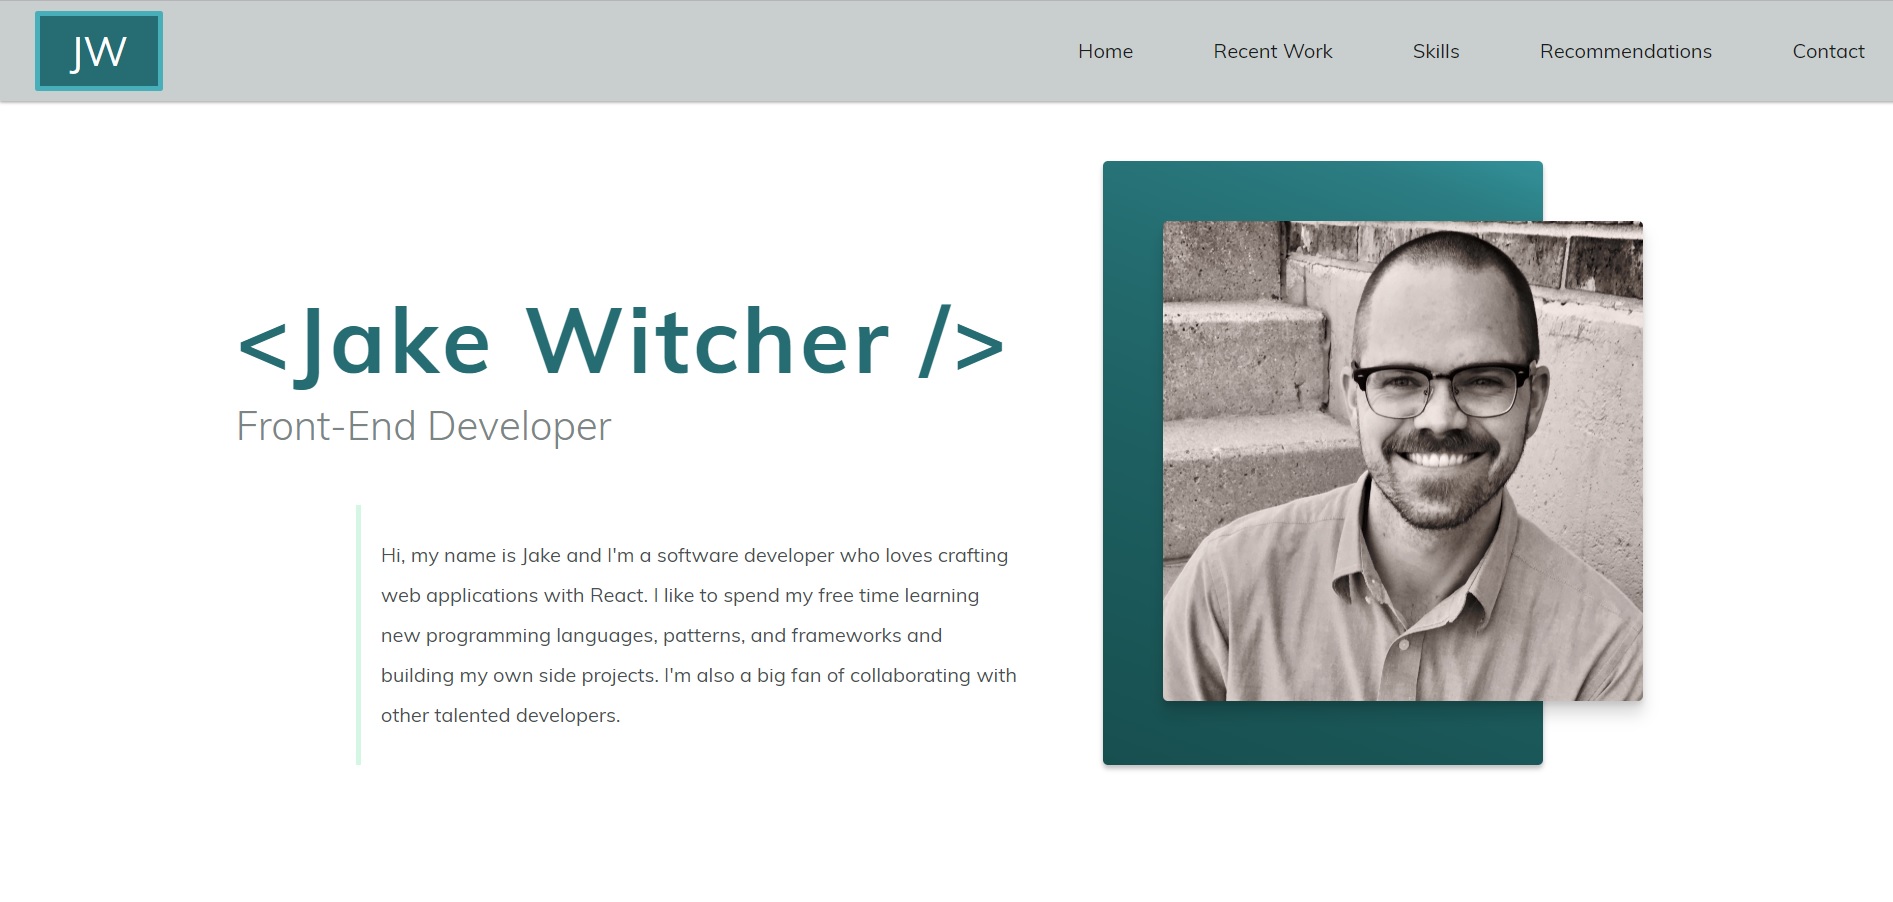 JW
Home
Recent Work
Skills
Recommendations
Contact
<Jake Witcher />
Front-End Developer
Hi, my name is Jake and I'm a software developer who loves crafting
web applications with React. I like to spend my free time learning
new programming languages, patterns, and frameworks and
building my own side projects. I'm also a big fan of collaborating with
other talented developers.